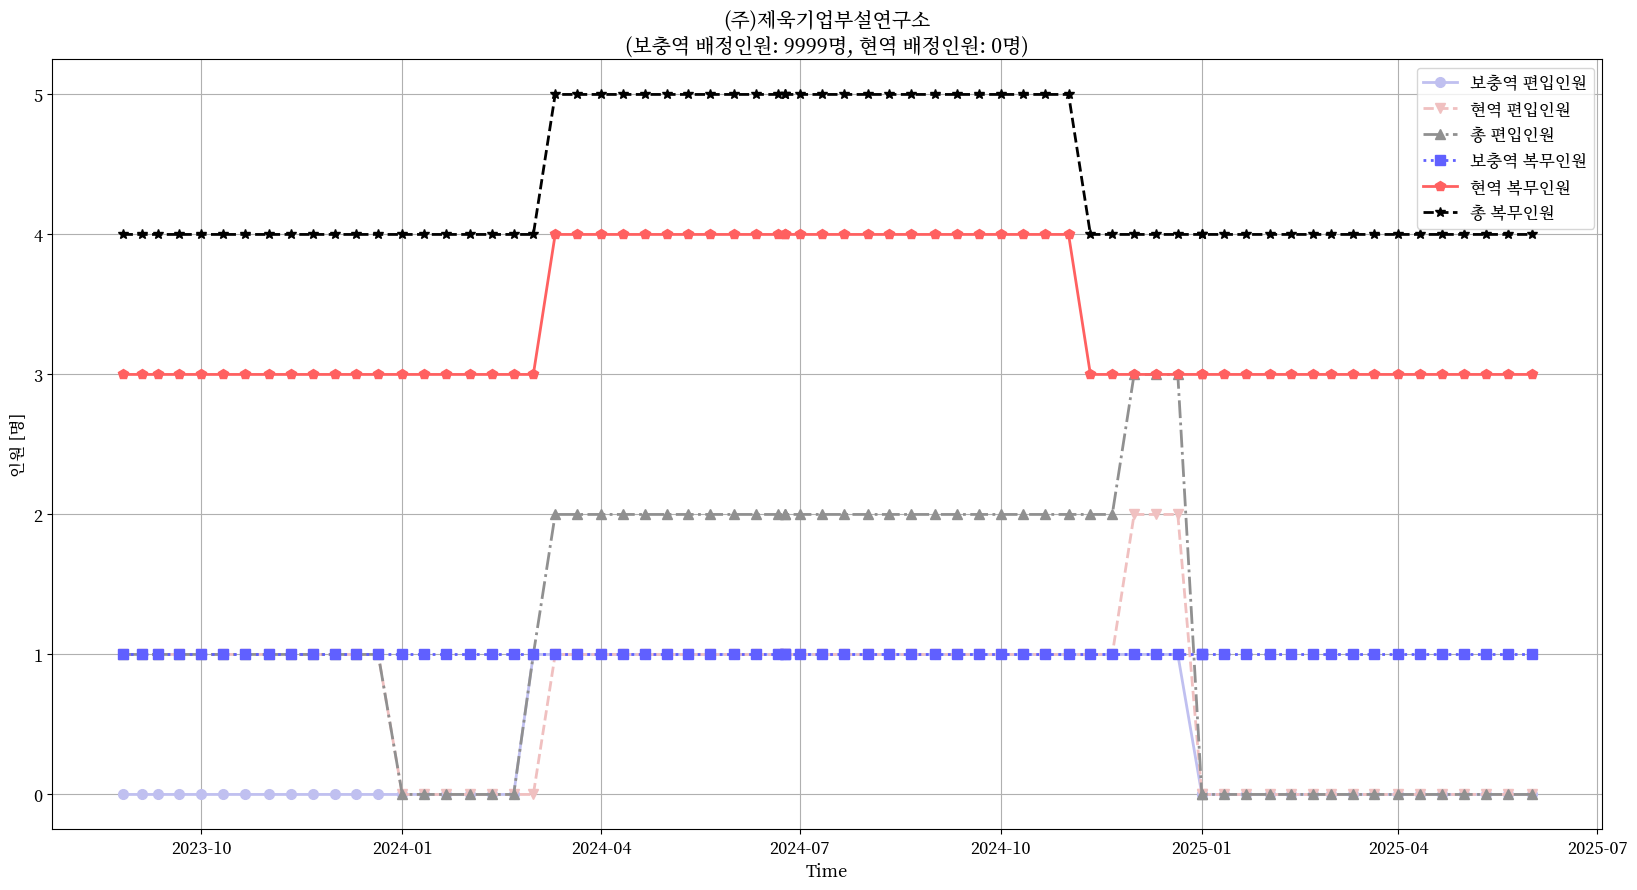 (주)제욱기업부설연구소
(보충역 배정인원: 9999명, 현역 배정인원: 0명)
보충역 편입인원
현역 편입인원
총 편입인원
보충역 복무인원
현역 복무인원
총 복무인원
인원 [명]
5
4
3
2
1
0
2023-10
2024-01
2024-04
2024-07
2024-10
2025-01
2025-04
2025-07
Time